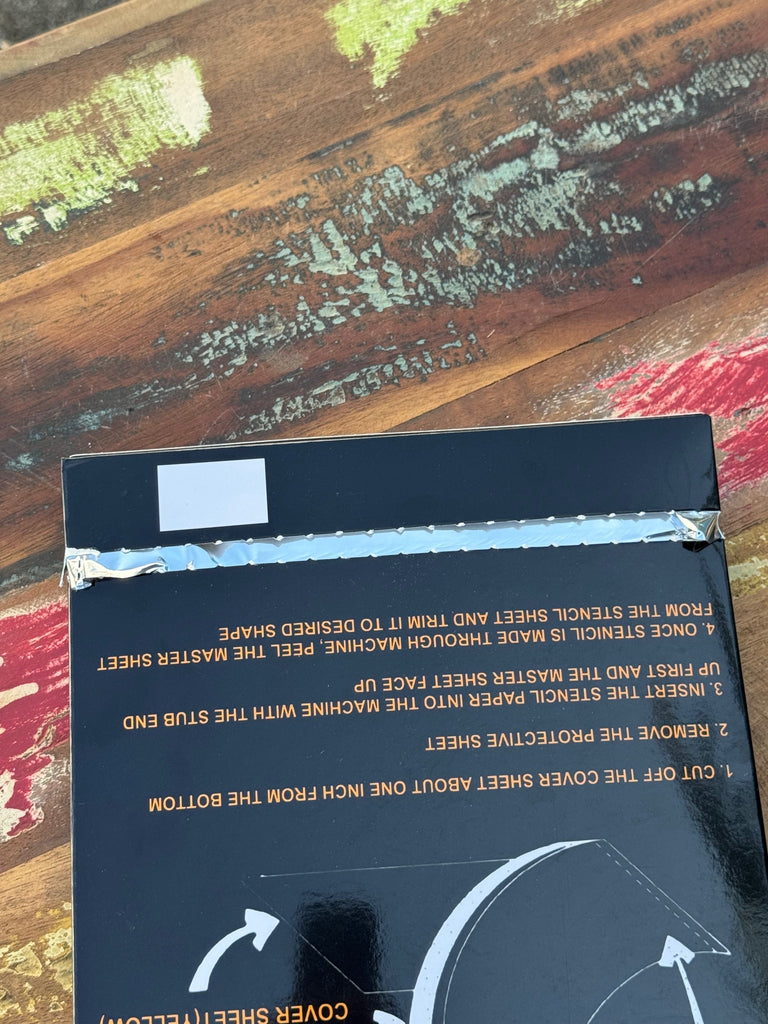 COVER SHEET(YELLOW)
1. CUT OFF THE COVER SHEET ABOUT ONE INCH FROM THE BOTTOM
2. REMOVE THE PROTECTIVE SHEET
3. INSERT THE STENCIL PAPER INTO THE MACHINE WITH THE STUB END
UP FIRST AND THE MASTER SHEET FACE UP
4. ONCE STENICIL IS MADE THROUGH MACHINE, PEEL THE MASTER SHEET
FROM THE STENCIL SHEET AND TRIM IT TO DESIRED SHAPE